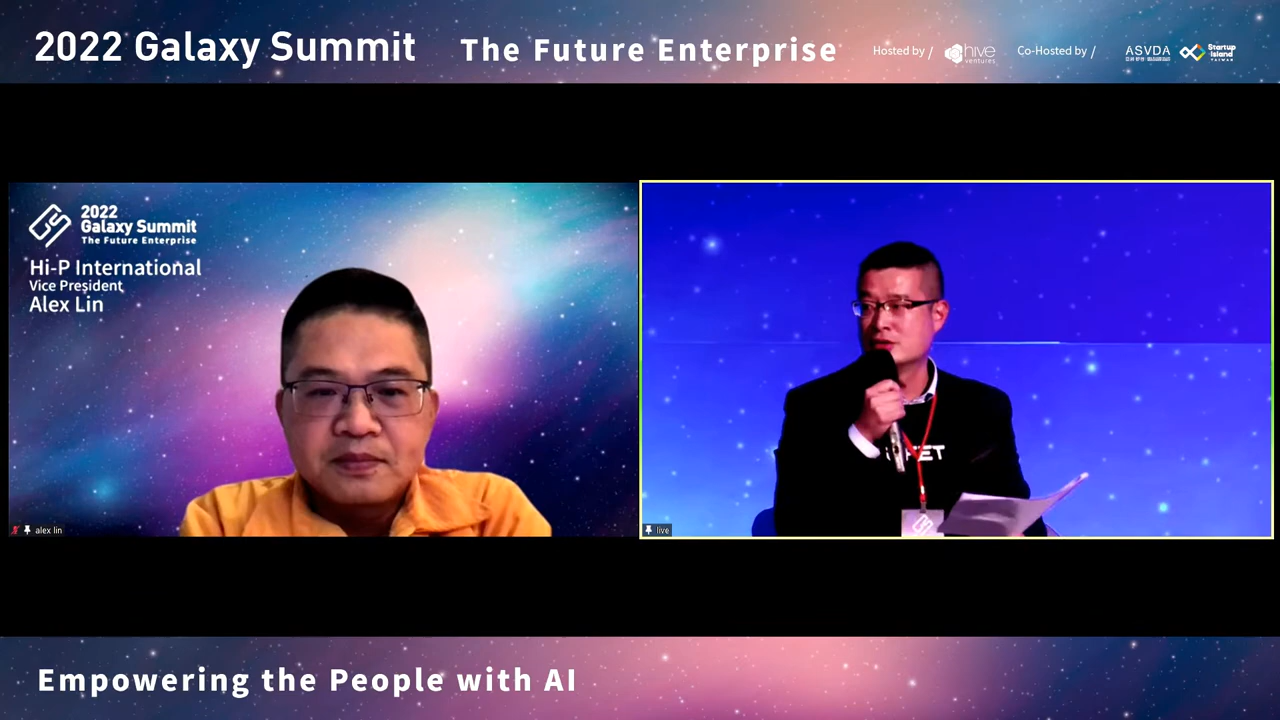 2022 Galaxy Summit The Future Enterprise Hosted by / hive ventures Co-Hosted by / ASVDA Startup Island TAIWAN
2022
Galaxy Summit
The Future Enterprise
Hi-P International
Vice President
Alex Lin
alex lin
live
Empowering the People with AI